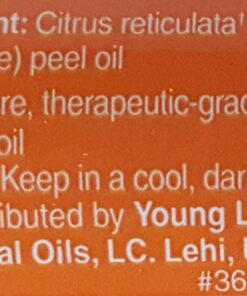 nt: Citrus reticulata†
e) peel oil
re, therapeutic-grad
oil
Keep in a cool, dar
ributed by Young L
al Oils, LC. Lehi, U
#36